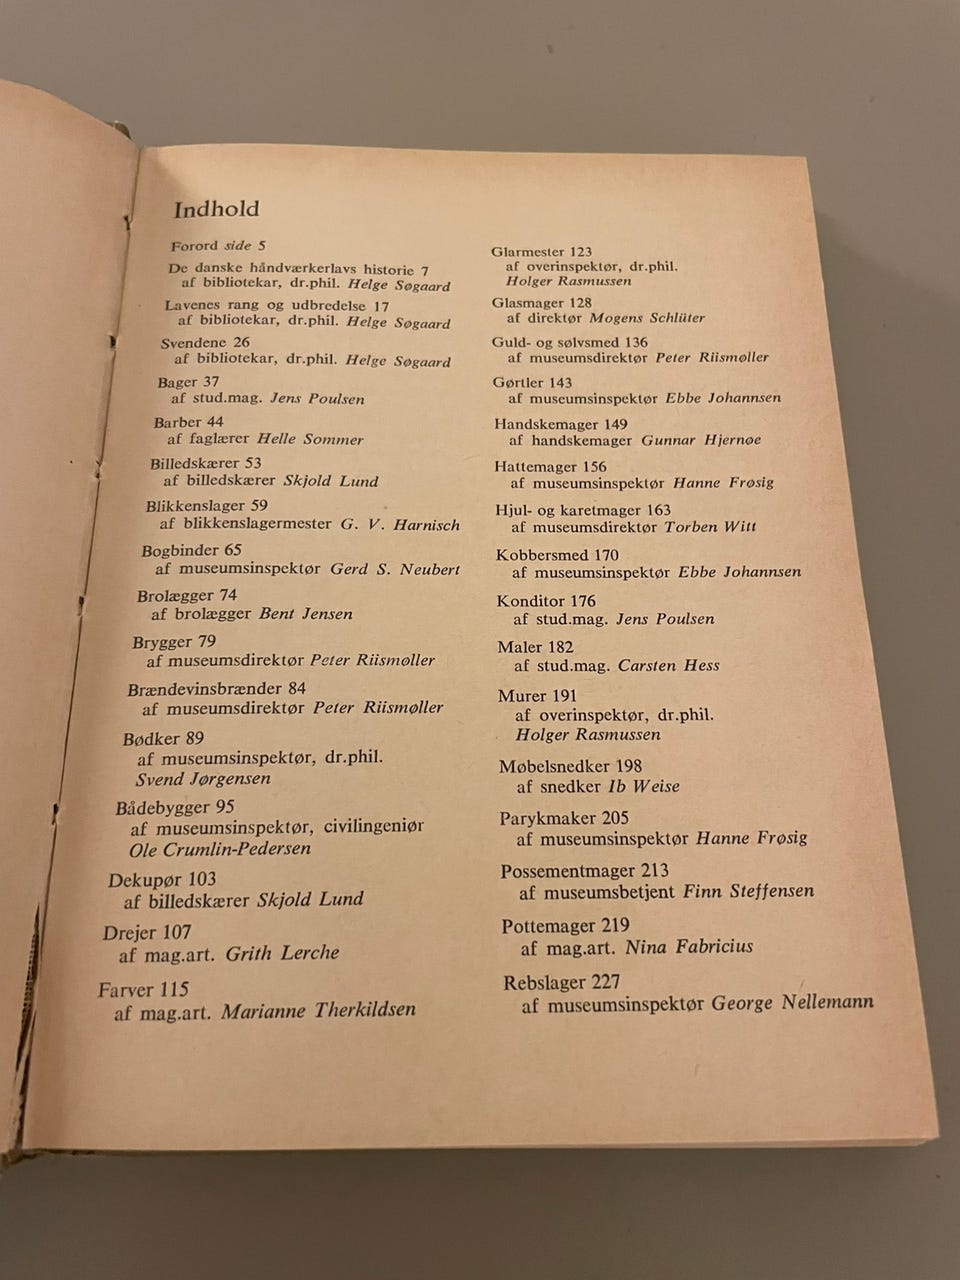 Indhold
Forord side 5
De danske håndværkerlavs historie 7
af bibliotekar, dr.phil. Helge Søgaard
Lavenes rang og udbredelse 17
af bibliotekar, dr.phil. Helge Søgaard
Svendene 26
af bibliotekar, dr.phil. Helge Søgaard
Bager 37
af stud.mag. Jens Poulsen
Barber 44
af faglærer Helle Sommer
Billedskærer 53
af billedskærer Skjold Lund
Blikkenslager 59
af blikkenslagermester G. V. Harnisch
Bogbinder 65
af museumsinspektør Gerd S. Neubert
Brolægger 74
af brolægger Bent Jensen
Brygger 79
af museumsdirektør Peter Riismøller
Brændevinsbrænder 84
af museumsdirektør Peter Riismøller
Bødker 89
af museumsinspektør, dr.phil.
Svend Jørgensen
Bådebygger 95
af museumsinspektør, civilingeniør
Ole Crumlin-Pedersen
Dekupør 103
af billedskærer Skjold Lund
Drejer 107
af mag.art. Grith Lerche
Farver 115
af mag.art. Marianne Therkildsen
Glarmester 123
af overinspektør, dr.phil.
Holger Rasmussen
Glasmager 128
af direktør Mogens Schlüter
Guld- og sølvsmed 136
af museumsdirektør Peter Riismøller
Gørtler 143
af museumsinspektør Ebbe Johannsen
Handskemager 149
af handskemager Gunnar Hjernøe
Hattemager 156
af museumsinspektør Hanne Frøsig
Hjul- og karetmager 163
af museumsdirektør Torben Witt
Kobbersmed 170
af museumsinspektør Ebbe Johannsen
Konditor 176
af stud.mag. Jens Poulsen
Maler 182
af stud.mag. Carsten Hess
Murer 191
af overinspektør, dr.phil.
Holger Rasmussen
Møbelsnedker 198
af snedker Ib Weise
Parykmaker 205
af museumsinspektør Hanne Frøsig
Possementmager 213
af museumsbetjent Finn Steffensen
Pottemager 219
af mag.art. Nina Fabricius
Rebslager 227
af museumsinspektør George Nellemann